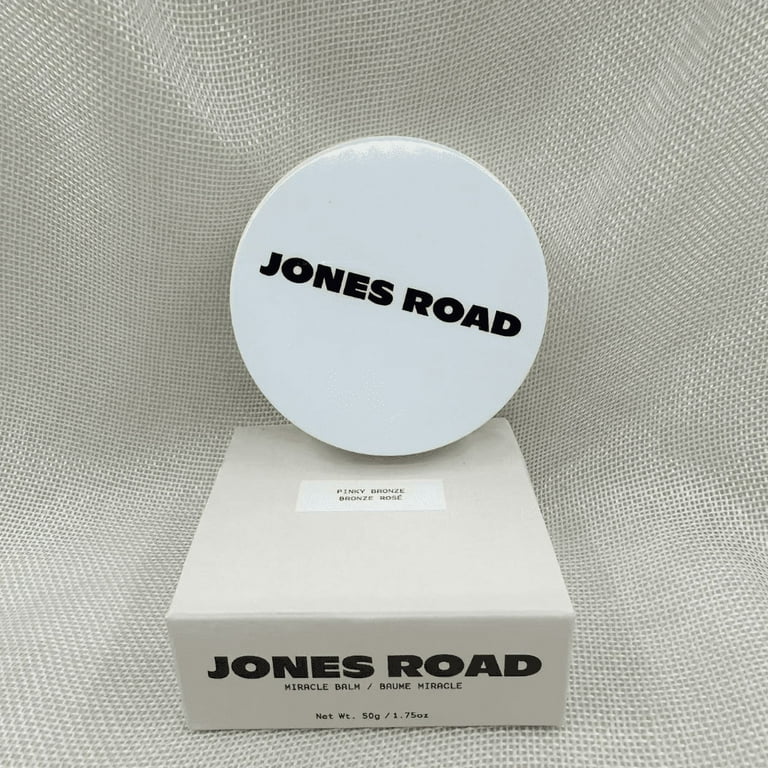 JONES ROAD
PINKY BRONZE
BRONZE ROSÉ
JONES ROAD
MIRACLE BALM / BAUME MIRACLE
Net Wt. 50g / 1.75oz